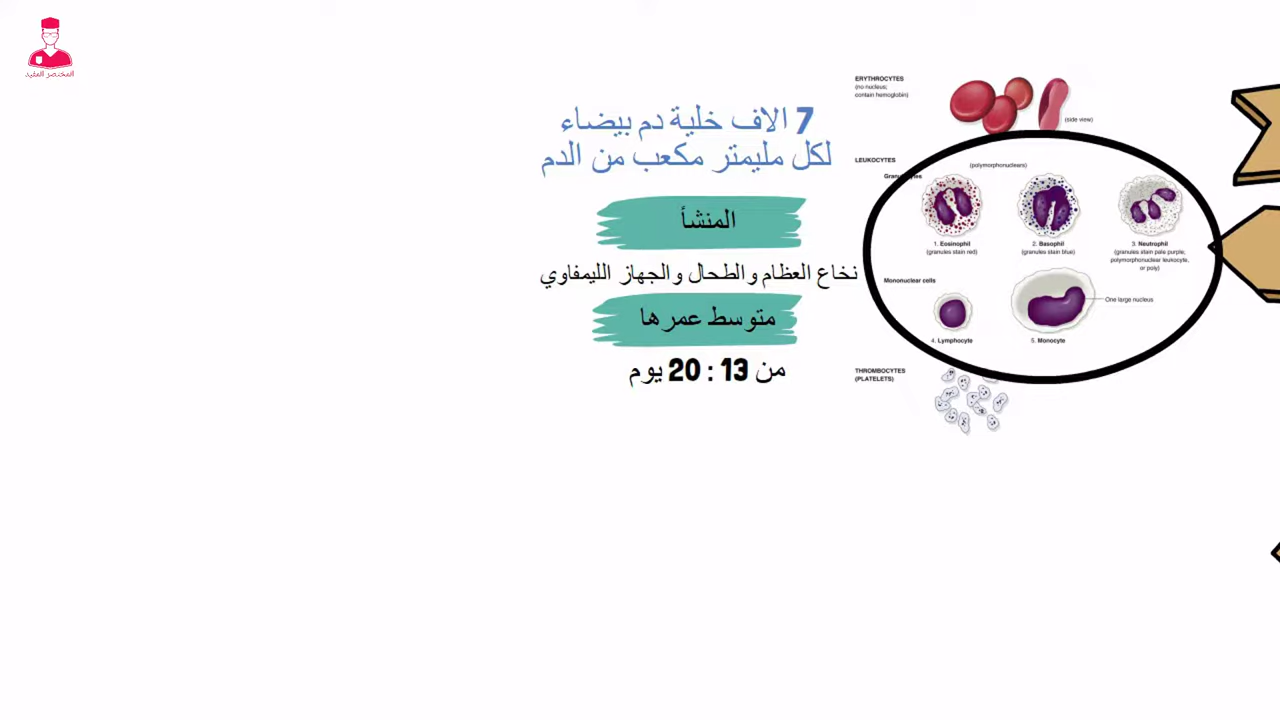 المختصر المفيد
7 الاف خلية دم بيضاء
لكل مليمتر مكعب من الدم
المنشأ
نخاع العظام والطحال والجهاز الليمفاوي
متوسط عمرها
من 13 : 20 يوم
ERYTHROCYTES
(no nucleus;
contain hemoglobin)
(side view)
LEUKOCYTES
(polymorphonuclears)
Granulocytes
1. Eosinophil
(granules stain red)
2. Basophil
(granules stain blue)
3. Neutrophil
(granules stain pale purple,
polymorphonuclear leukocyte,
or poly)
Mononuclear cells
One large nucleus
4. Lymphocyte
5. Monocyte
THROMBOCYTES
(PLATELETS)